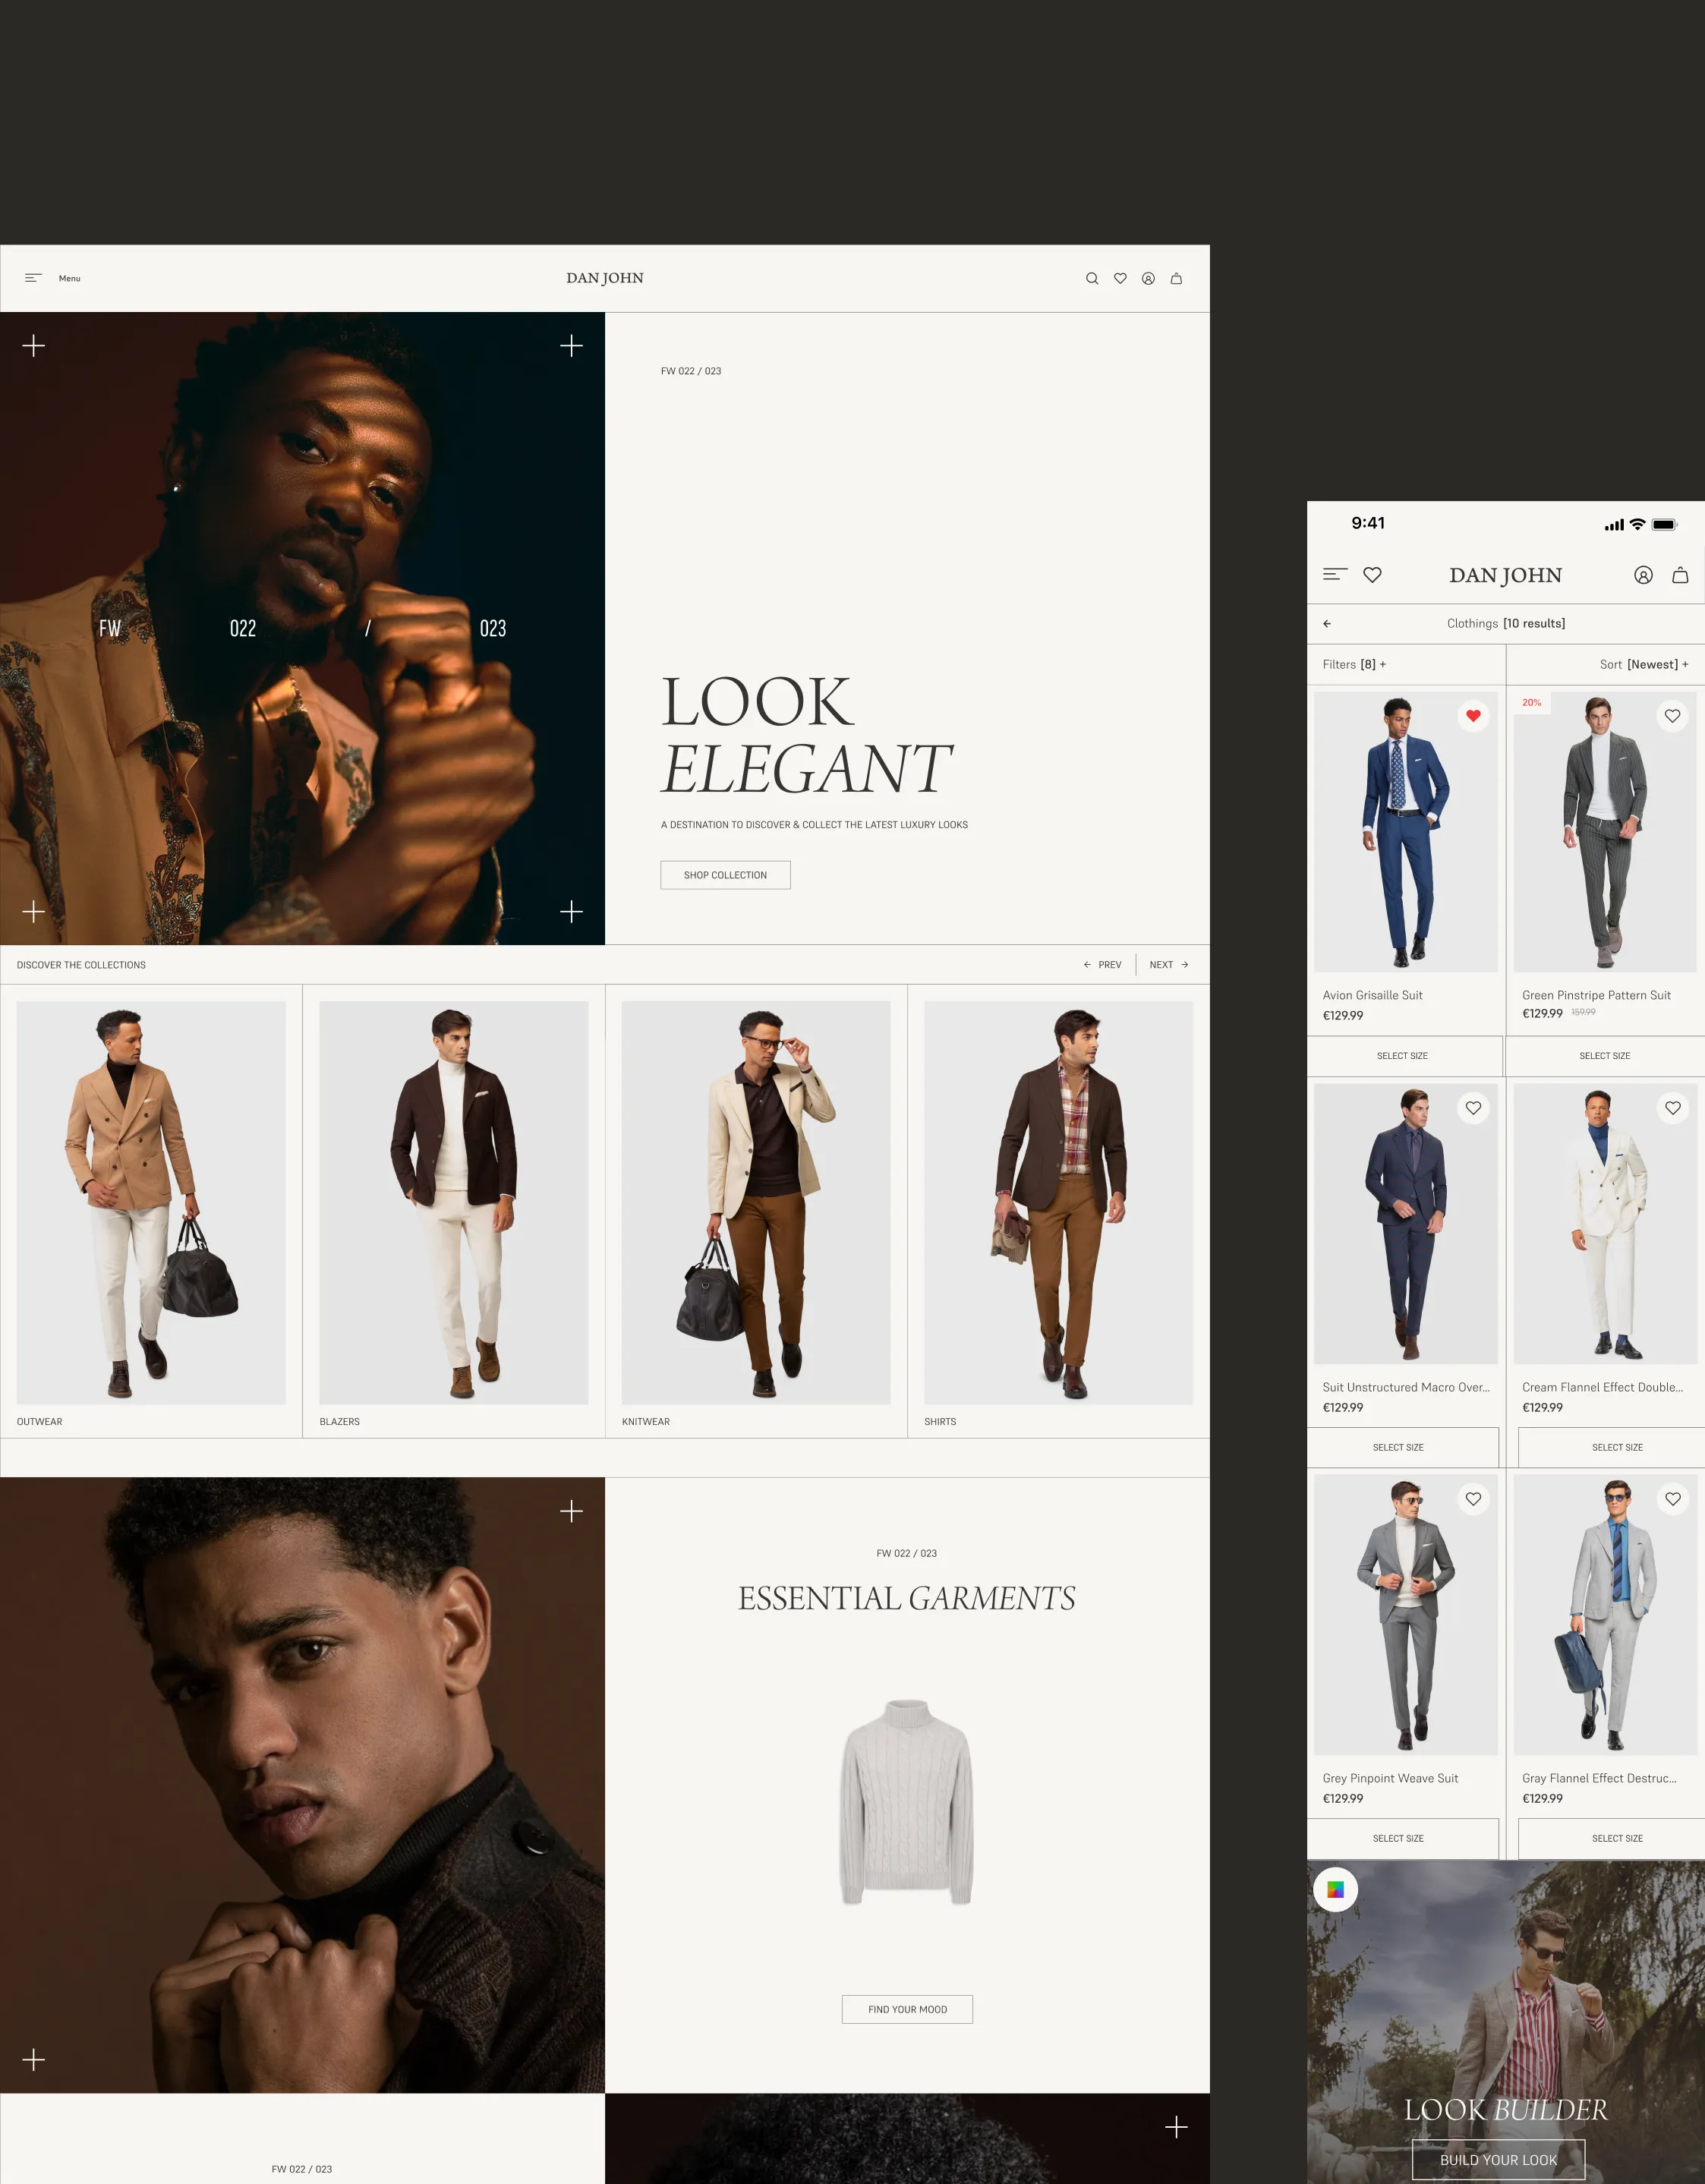 Menu
DAN JOHN
FW 022 / 023
FW 022 / 023
LOOK
ELEGANT
A DESTINATION TO DISCOVER & COLLECT THE LATEST LUXURY LOOKS
SHOP COLLECTION
DISCOVER THE COLLECTIONS
PREV
NEXT
OUTWEAR
BLAZERS
KNITWEAR
SHIRTS
FW 022 / 023
ESSENTIAL GARMENTS
FIND YOUR MOOD
FW 022 / 023
9:41
DAN JOHN
Clothings [10 results]
Filters [8] +
Sort [Newest] +
20%
Avion Grisaille Suit
€129.99
Green Pinstripe Pattern Suit
€129.99 159.99
SELECT SIZE
SELECT SIZE
Suit Unstructured Macro Over...
€129.99
Cream Flannel Effect Double...
€129.99
SELECT SIZE
SELECT SIZE
Grey Pinpoint Weave Suit
€129.99
Gray Flannel Effect Destruc...
€129.99
SELECT SIZE
SELECT SIZE
LOOK BUILDER
BUILD YOUR LOOK